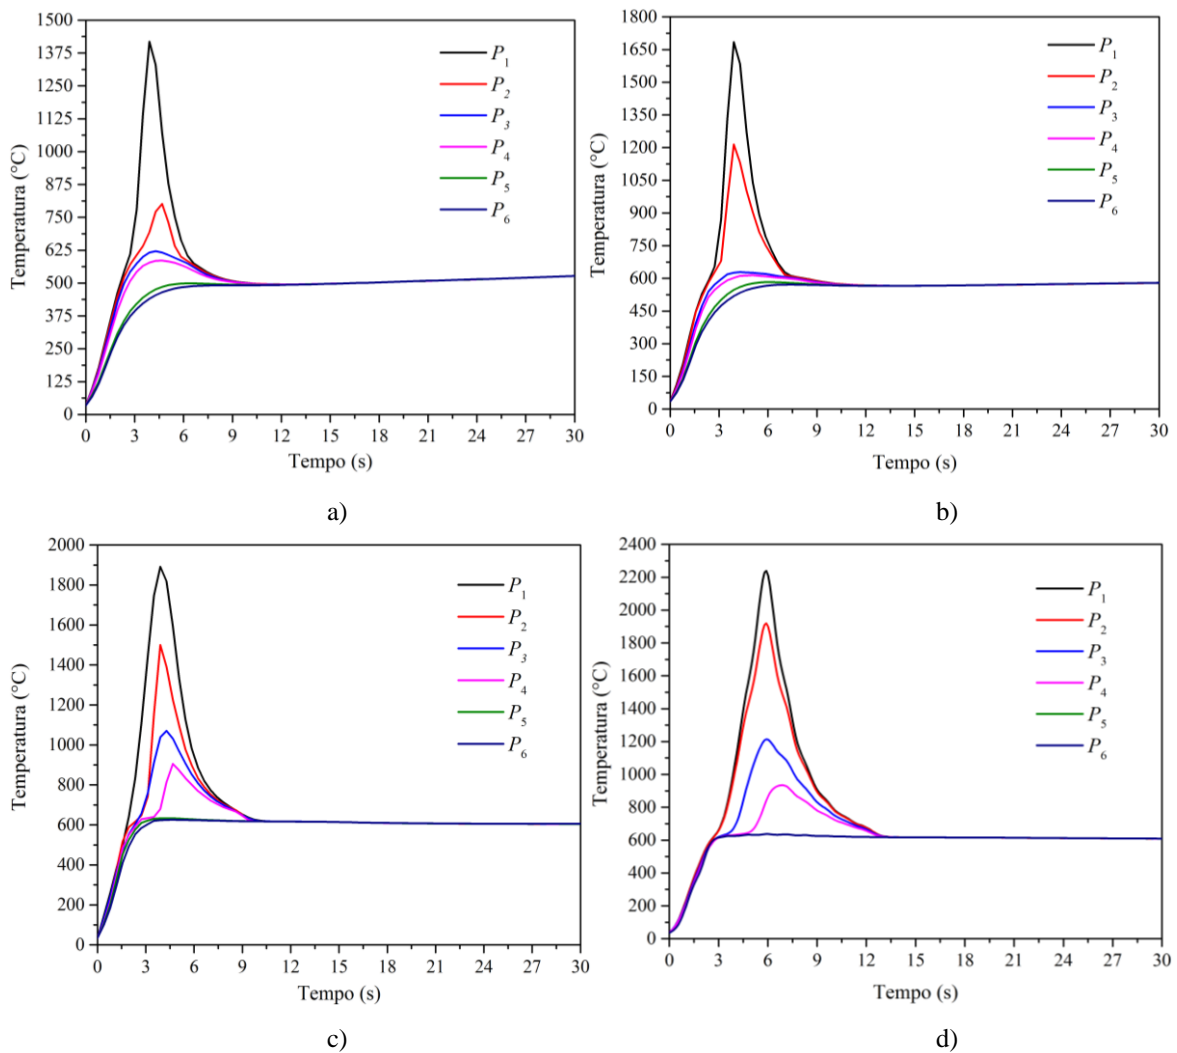 1500
1375
1250
1125
1000
875
750
625
500
375
250
125
0
Temperatura (°C)
0 3 6 9 12 15 18 21 24 27 30
Tempo (s)
P1
P2
P3
P4
P5
P6
a)
1800
1650
1500
1350
1200
1050
900
750
600
450
300
150
0
Temperatura (°C)
0 3 6 9 12 15 18 21 24 27 30
Tempo (s)
P1
P2
P3
P4
P5
P6
b)
2000
1800
1600
1400
1200
1000
800
600
400
200
0
Temperatura (°C)
0 3 6 9 12 15 18 21 24 27 30
Tempo (s)
P1
P2
P3
P4
P5
P6
c)
2400
2200
2000
1800
1600
1400
1200
1000
800
600
400
200
0
Temperatura (°C)
0 3 6 9 12 15 18 21 24 27 30
Tempo (s)
P1
P2
P3
P4
P5
P6
d)